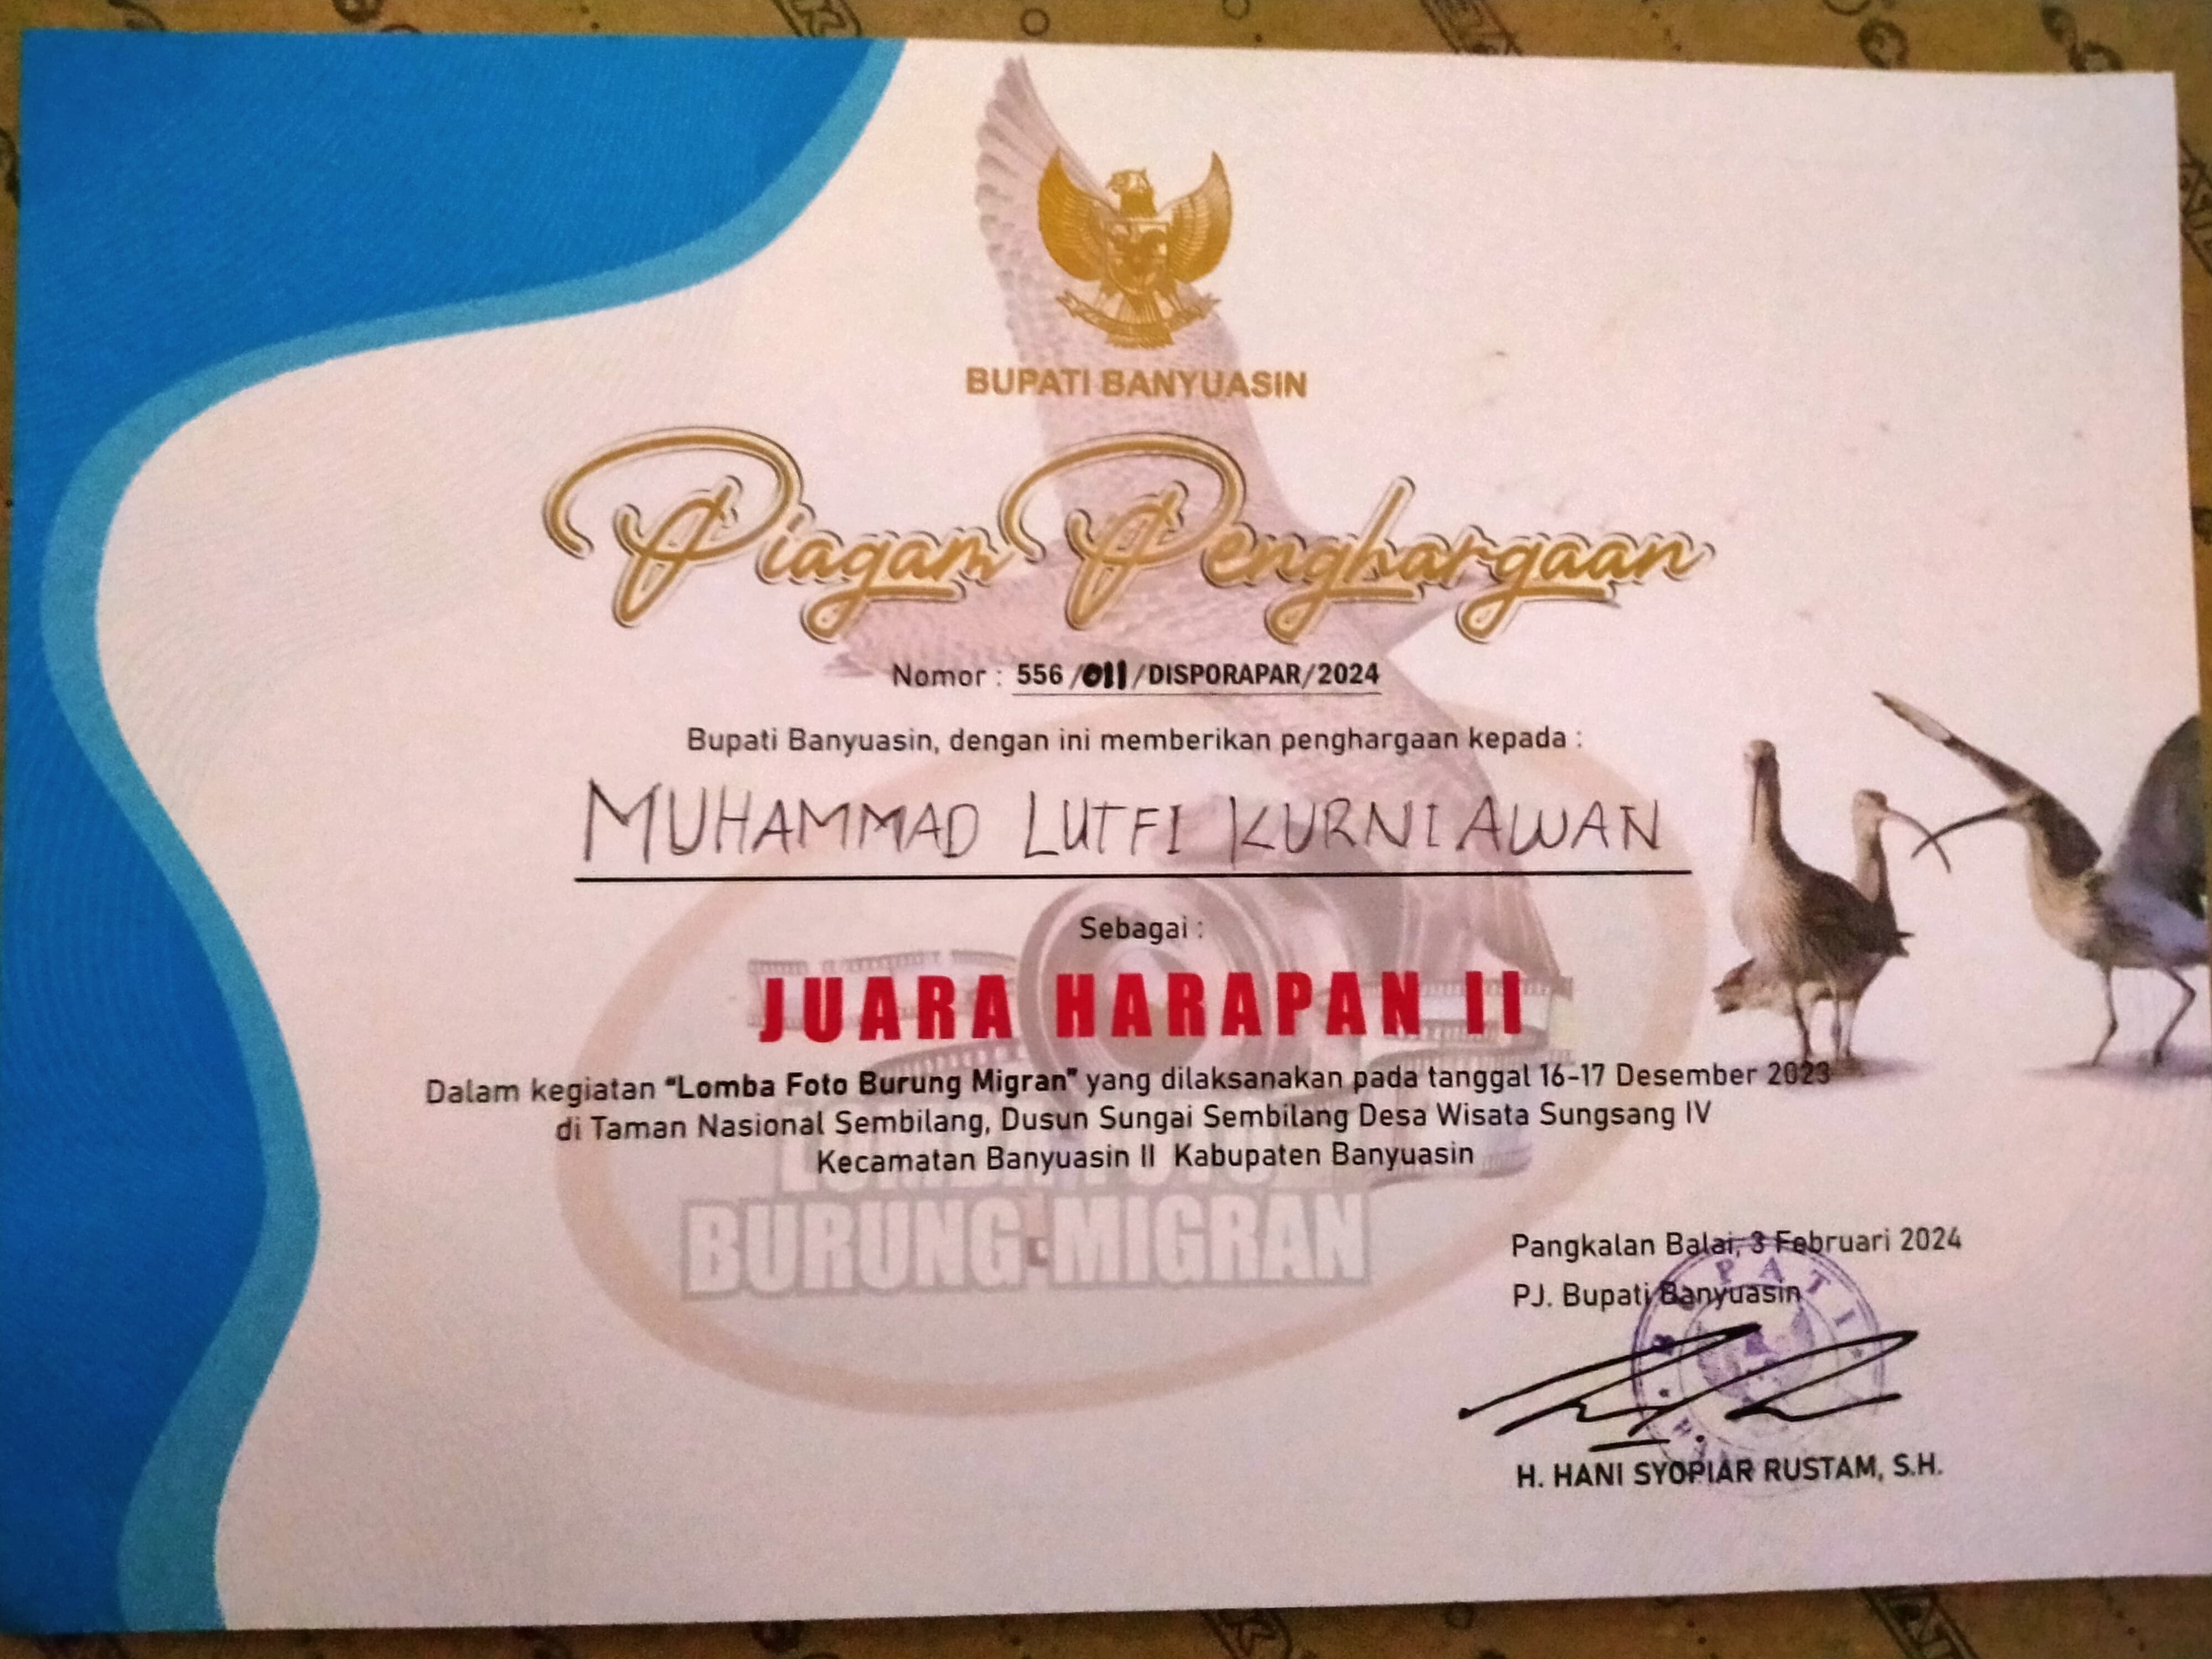 BUPATI BANYUASIN
Piagam Penghargaan
Nomor : 556/011/DISPORAPAR/2024
Bupati Banyuasin, dengan ini memberikan penghargaan kepada :
MUHAMMAD LUTFI KURNIAWAN
Sebagai :
JUARA HARAPAN II
Dalam kegiatan "Lomba Foto Burung Migran" yang dilaksanakan pada tanggal 16-17 Desember 2023
di Taman Nasional Sembilang, Dusun Sungai Sembilang Desa Wisata Sungsang IV
Kecamatan Banyuasin II Kabupaten Banyuasin
LOMBA FOTO
BURUNG MIGRAN
Pangkalan Balai, 3 Februari 2024
PJ. Bupati Banyuasin
BUPATI
H. HANI SYOPIAR RUSTAM, S.H.